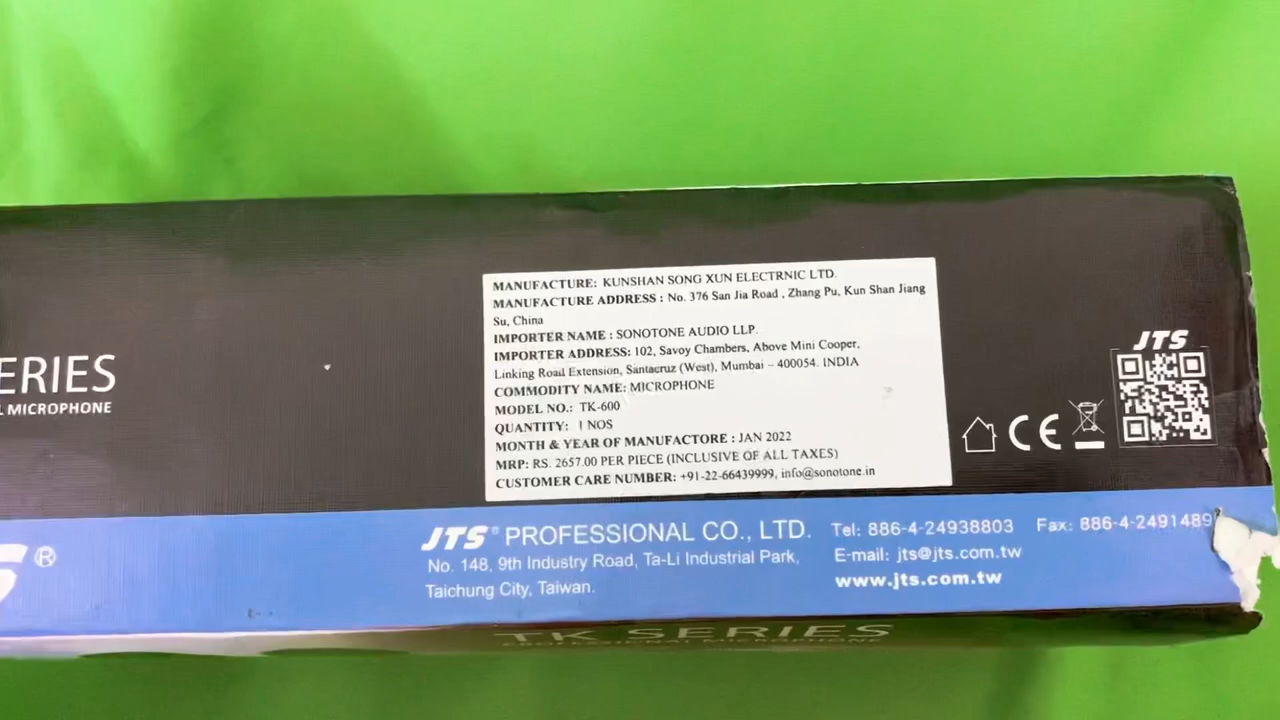 ERIES
L MICROPHONE
MANUFACTURE: KUNSHAN SONG XUN ELECTRNIC LTD.
MANUFACTURE ADDRESS : No. 376 San Jia Road , Zhang Pu, Kun Shan Jiang
Su, China
IMPORTER NAME : SONOTONE AUDIO LLP.
IMPORTER ADDRESS: 102, Savoy Chambers, Above Mini Cooper,
Linking Road Extension, Santacruz (West), Mumbai – 400054. INDIA
COMMODITY NAME: MICROPHONE
MODEL NO.: TK-600
QUANTITY: 1 NOS
MONTH & YEAR OF MANUFACTORE : JAN 2022
MRP: RS. 2657.00 PER PIECE (INCLUSIVE OF ALL TAXES)
CUSTOMER CARE NUMBER: +91-22-66439999, info@sonotone.in
JTS
CE
S®
JTS® PROFESSIONAL CO., LTD.
No. 148, 9th Industry Road, Ta-Li Industrial Park,
Taichung City, Taiwan.
Tel: 886-4-24938803 Fax: 886-4-2491489
E-mail: jts@jts.com.tw
www.jts.com.tw
TK SERIES
PROFESSIONAL MICROPHONE